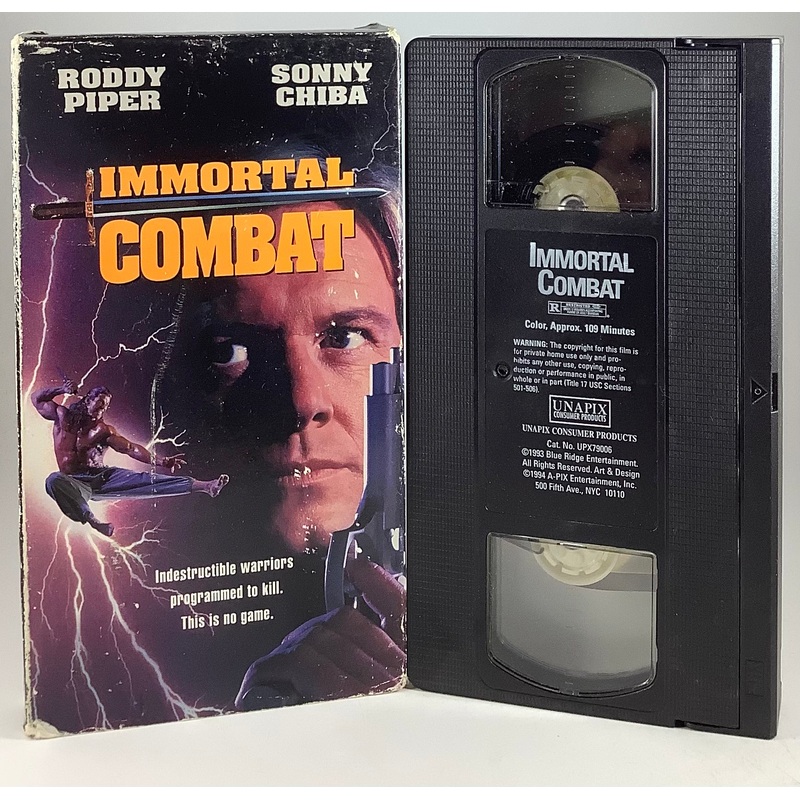 RODDY
PIPER
SONNY
CHIBA
IMMORTAL
COMBAT
Indestructible warriors
programmed to kill.
This is no game.
IMMORTAL
COMBAT
R
Color, Approx. 109 Minutes
WARNING: The copyright for this film is
for private home use only and pro-
hibits any other use, copying, repro-
duction or performance in public, in
whole or in part (Title 17 USC Sections
501-506).
UNAPIX
CONSUMER PRODUCTS
UNAPIX CONSUMER PRODUCTS
Cat. No. UPX79006
©1993 Blue Ridge Entertainment.
All Rights Reserved. Art & Design
©1994 A-PIX Entertainment, Inc.
500 Fifth Ave., NYC 10110